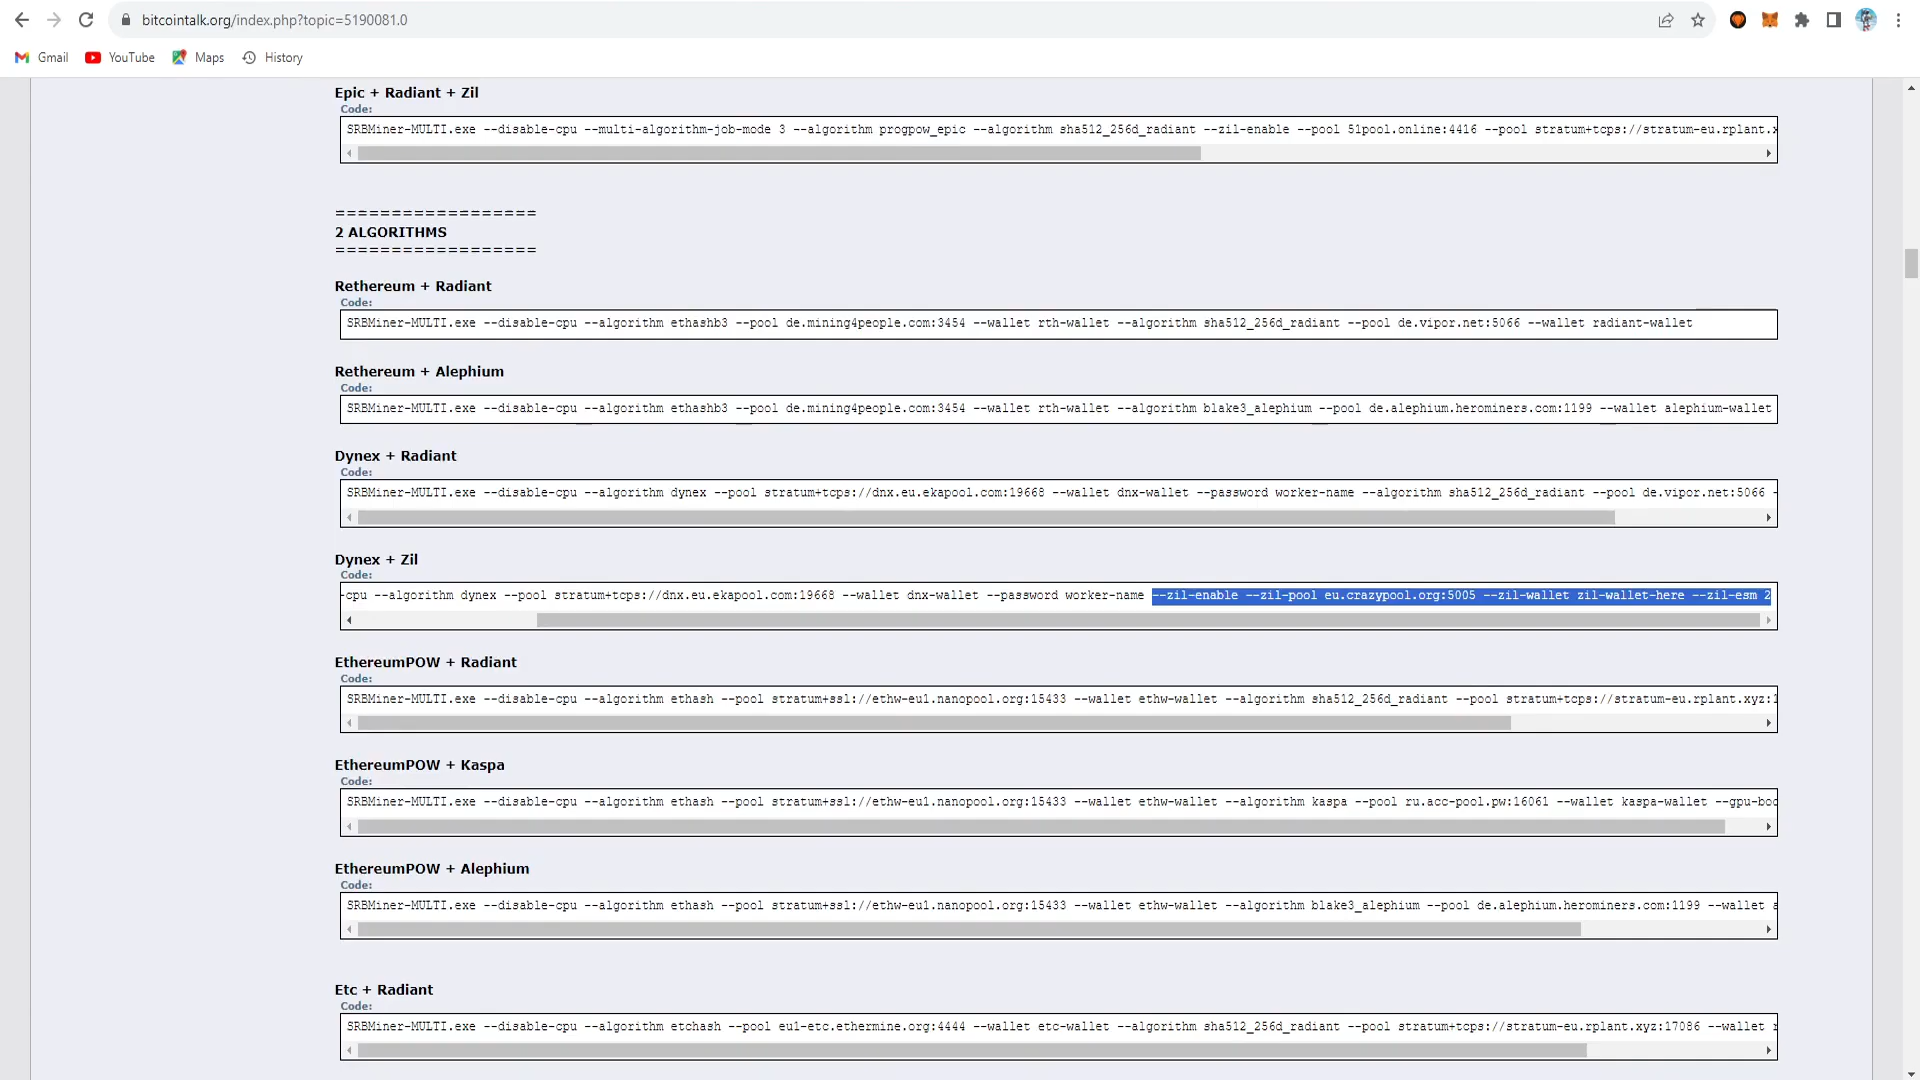 bitcointalk.org/index.php?topic=5190081.0
Gmail YouTube Maps History
Epic + Radiant + Zil
Code:
SRBMiner-MULTI.exe --disable-cpu --multi-algorithm-job-mode 3 --algorithm progpow_epic --algorithm sha512_256d_radiant --zil-enable --pool 51pool.online:4416 --pool stratum+tcps://stratum-eu.rplant.x
==================
2 ALGORITHMS
==================
Rethereum + Radiant
Code:
SRBMiner-MULTI.exe --disable-cpu --algorithm ethashb3 --pool de.mining4people.com:3454 --wallet rth-wallet --algorithm sha512_256d_radiant --pool de.vipor.net:5066 --wallet radiant-wallet
Rethereum + Alephium
Code:
SRBMiner-MULTI.exe --disable-cpu --algorithm ethashb3 --pool de.mining4people.com:3454 --wallet rth-wallet --algorithm blake3_alephium --pool de.alephium.herominers.com:1199 --wallet alephium-wallet
Dynex + Radiant
Code:
SRBMiner-MULTI.exe --disable-cpu --algorithm dynex --pool stratum+tcps://dnx.eu.ekapool.com:19668 --wallet dnx-wallet --password worker-name --algorithm sha512_256d_radiant --pool de.vipor.net:5066 -
Dynex + Zil
Code:
-cpu --algorithm dynex --pool stratum+tcps://dnx.eu.ekapool.com:19668 --wallet dnx-wallet --password worker-name --zil-enable --zil-pool eu.crazypool.org:5005 --zil-wallet zil-wallet-here --zil-esm 2
EthereumPOW + Radiant
Code:
SRBMiner-MULTI.exe --disable-cpu --algorithm ethash --pool stratum+ssl://ethw-eu1.nanopool.org:15433 --wallet ethw-wallet --algorithm sha512_256d_radiant --pool stratum+tcps://stratum-eu.rplant.xyz:1
EthereumPOW + Kaspa
Code:
SRBMiner-MULTI.exe --disable-cpu --algorithm ethash --pool stratum+ssl://ethw-eu1.nanopool.org:15433 --wallet ethw-wallet --algorithm kaspa --pool ru.acc-pool.pw:16061 --wallet kaspa-wallet --gpu-boo
EthereumPOW + Alephium
Code:
SRBMiner-MULTI.exe --disable-cpu --algorithm ethash --pool stratum+ssl://ethw-eu1.nanopool.org:15433 --wallet ethw-wallet --algorithm blake3_alephium --pool de.alephium.herominers.com:1199 --wallet a
Etc + Radiant
Code:
SRBMiner-MULTI.exe --disable-cpu --algorithm etchash --pool eu1-etc.ethermine.org:4444 --wallet etc-wallet --algorithm sha512_256d_radiant --pool stratum+tcps://stratum-eu.rplant.xyz:17086 --wallet r